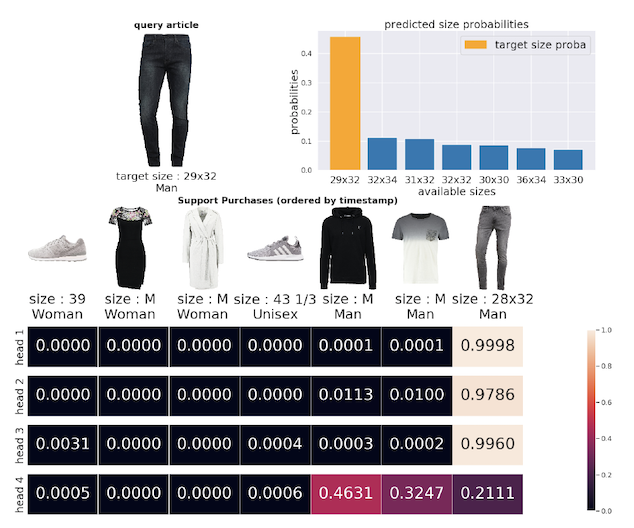 query article
target size : 29x32
Man
predicted size probabilities
probabilities
0.4
0.3
0.2
0.1
0.0
target size proba
29x32 32x34 31x32 32x32 30x30 36x34 33x30
available sizes
Support Purchases (ordered by timestamp)
size : 39 size : M size : M size : 43 1/3 size : M size : M size : 28x32
Woman Woman Woman Unisex Man Man Man
head 1 0.0000 0.0000 0.0000 0.0000 0.0001 0.0001 0.9998
head 2 0.0000 0.0000 0.0000 0.0000 0.0113 0.0100 0.9786
head 3 0.0031 0.0000 0.0000 0.0004 0.0003 0.0002 0.9960
head 4 0.0005 0.0000 0.0000 0.0006 0.4631 0.3247 0.2111
1.0
0.8
0.6
0.4
0.2
0.0